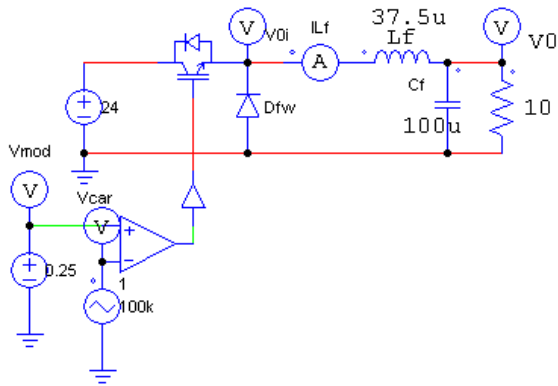 37.5u
V0i
ILf
Lf
V0
V
A
V
24
Dfw
Cf
100u
10
Vmod
V
Vcar
V
0.25
1
100k